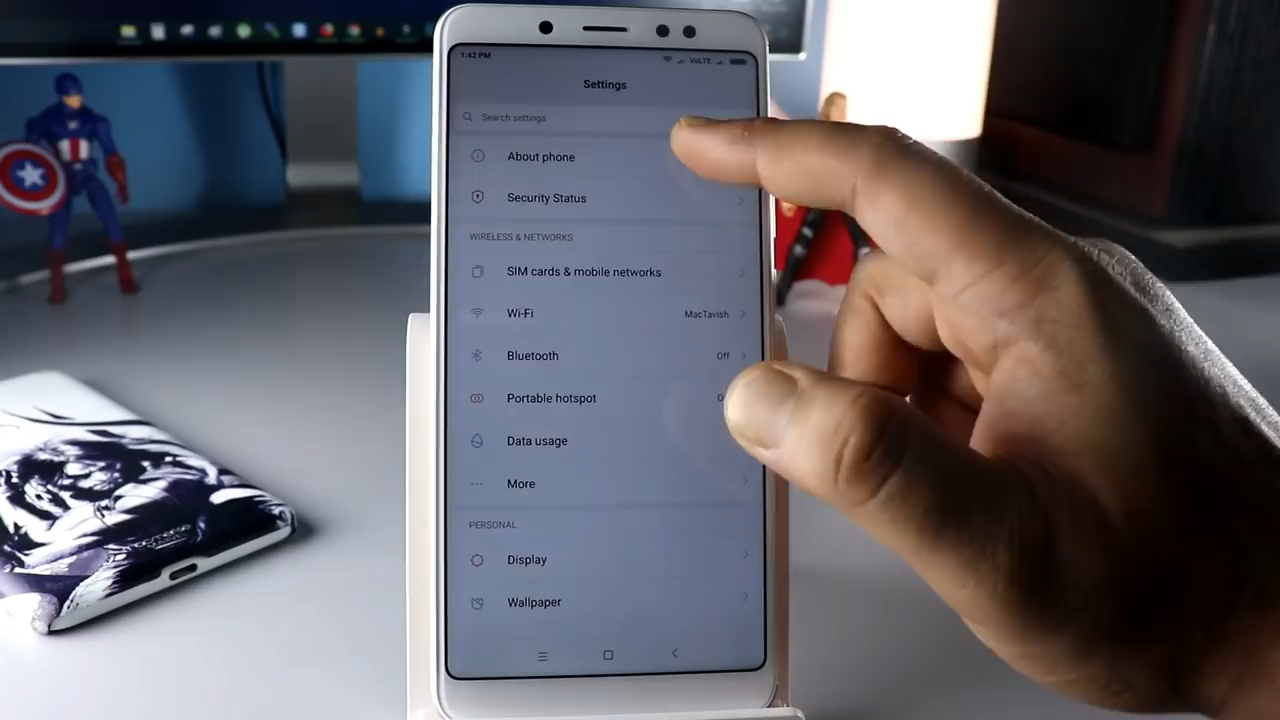 1:42 PM
VoLTE
Settings
Search settings
About phone
Security Status
WIRELESS & NETWORKS
SIM cards & mobile networks
Wi-Fi MacTavish
Bluetooth Off
Portable hotspot
Data usage
More
PERSONAL
Display
Wallpaper